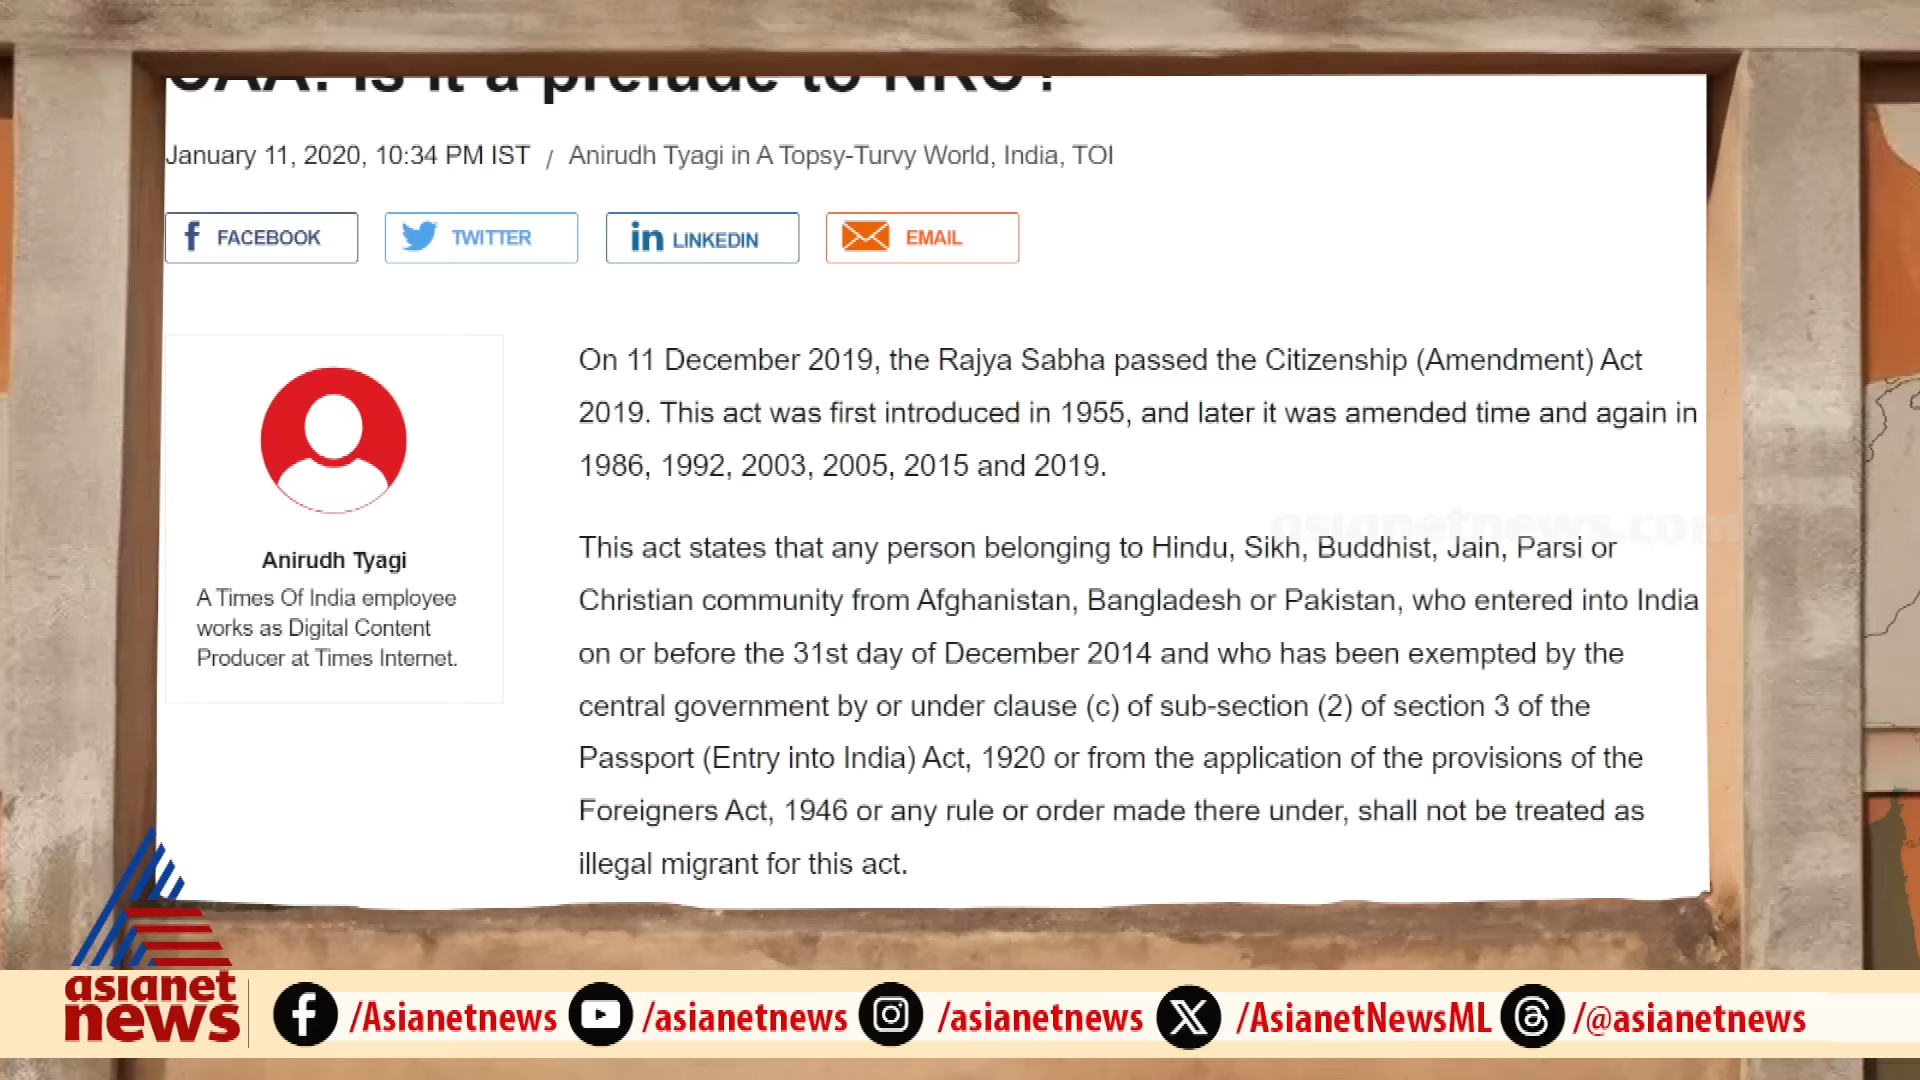 CAA: Is it a prelude to NRC?
January 11, 2020, 10:34 PM IST / Anirudh Tyagi in A Topsy-Turvy World, India, TOI
FACEBOOK TWITTER LINKEDIN EMAIL
Anirudh Tyagi
A Times Of India employee
works as Digital Content
Producer at Times Internet.
On 11 December 2019, the Rajya Sabha passed the Citizenship (Amendment) Act
2019. This act was first introduced in 1955, and later it was amended time and again in
1986, 1992, 2003, 2005, 2015 and 2019.
asianetnews.com
This act states that any person belonging to Hindu, Sikh, Buddhist, Jain, Parsi or
Christian community from Afghanistan, Bangladesh or Pakistan, who entered into India
on or before the 31st day of December 2014 and who has been exempted by the
central government by or under clause (c) of sub-section (2) of section 3 of the
Passport (Entry into India) Act, 1920 or from the application of the provisions of the
Foreigners Act, 1946 or any rule or order made there under, shall not be treated as
illegal migrant for this act.
asianet
news
/Asianetnews /asianetnews /asianetnews /AsianetNewsML /@asianetnews